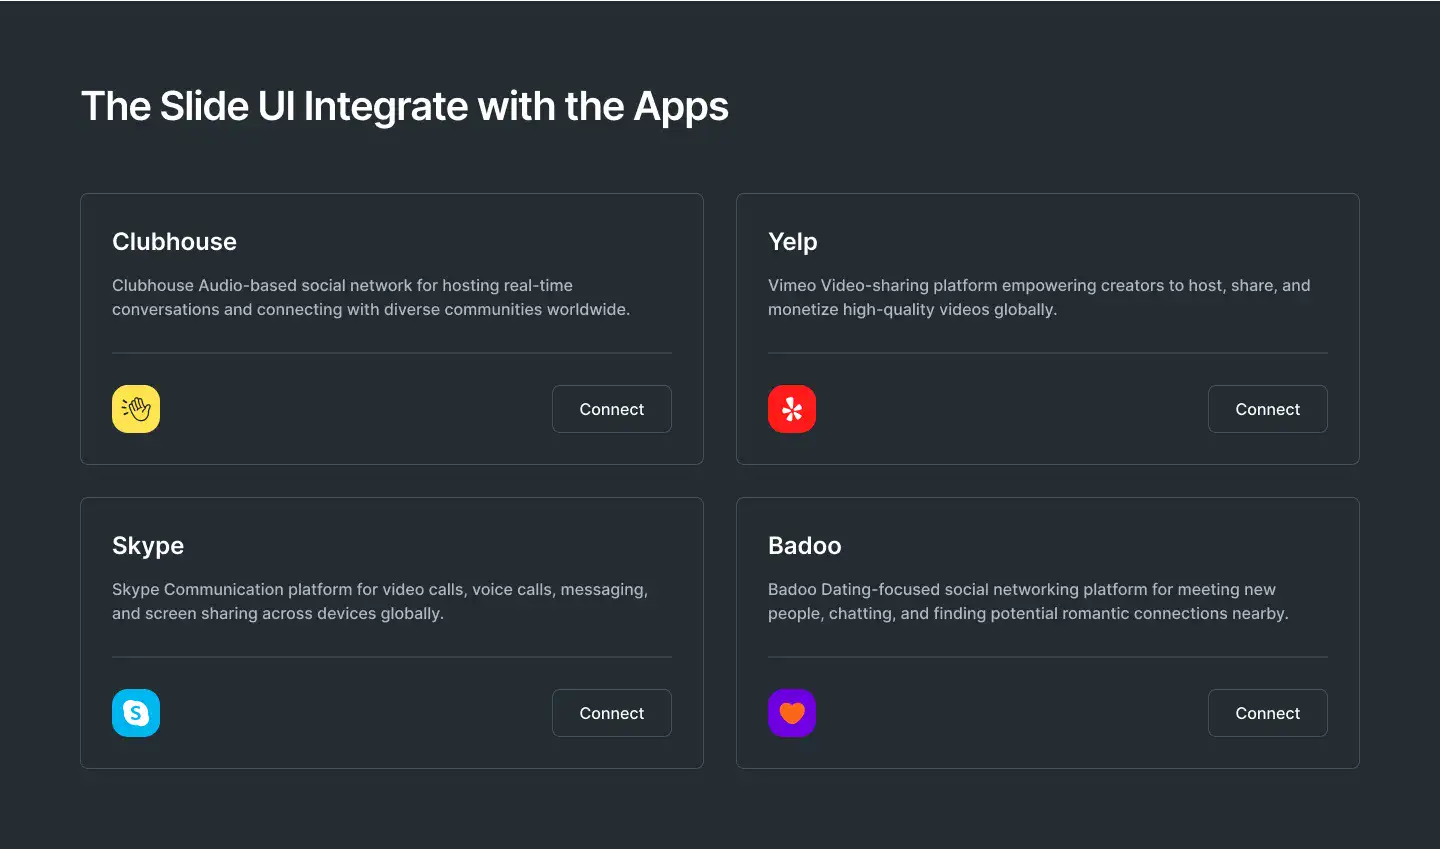 The Slide UI Integrate with the Apps
Clubhouse
Clubhouse Audio-based social network for hosting real-time
conversations and connecting with diverse communities worldwide.
Connect
Yelp
Vimeo Video-sharing platform empowering creators to host, share, and
monetize high-quality videos globally.
Connect
Skype
Skype Communication platform for video calls, voice calls, messaging,
and screen sharing across devices globally.
S
Connect
Badoo
Badoo Dating-focused social networking platform for meeting new
people, chatting, and finding potential romantic connections nearby.
Connect